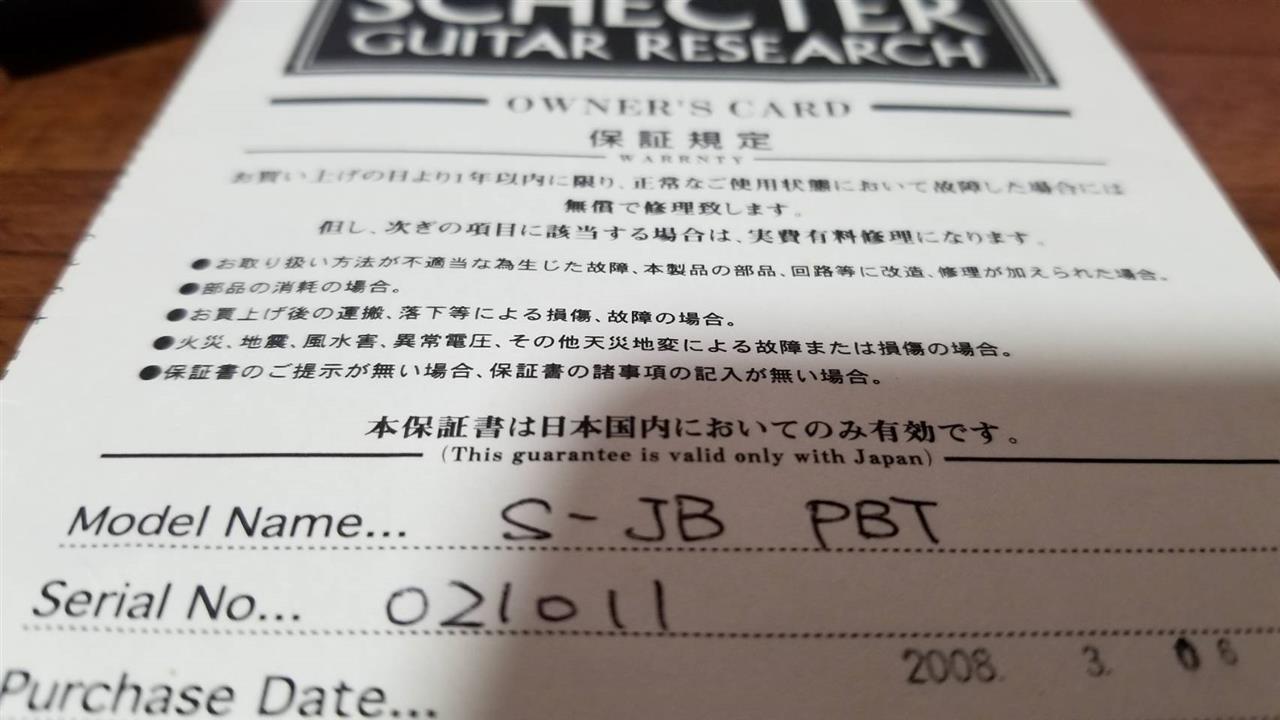 SCHECTER
GUITAR RESEARCH
OWNER'S CARD
保証規定
WARRNTY
お買い上げの日より1年以内に限り、正常なご使用状態において故障した場合には
無償で修理致します。
但し、次ぎの項目に該当する場合は、実費有料修理になります。
●お取り扱い方法が不適当な為生じた故障、本製品の部品、回路等に改造、修理が加えられた場合。
●部品の消耗の場合。
●お買上げ後の運搬、落下等による損傷、故障の場合。
●火災、地震、風水害、異常電圧、その他天災地変による故障または損傷の場合。
●保証書のご提示が無い場合、保証書の諸事項の記入が無い場合。
本保証書は日本国内においてのみ有効です。
(This guarantee is valid only with Japan)
Model Name... S-JB PBT
Serial No... 021011
Purchase Date... 2008. 3.